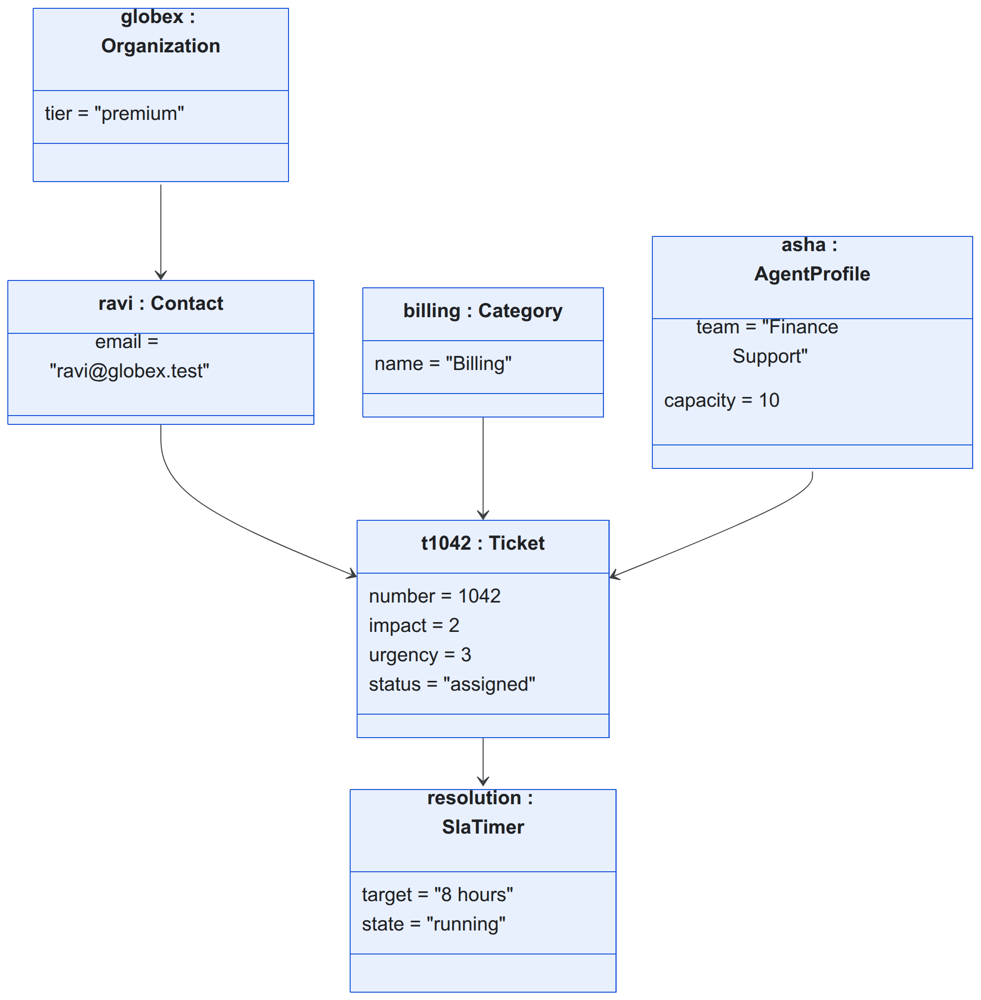 globex :
Organization
tier = "premium"
ravi : Contact
email =
"ravi@globex.test"
billing : Category
name = "Billing"
asha :
AgentProfile
team = "Finance
Support"
capacity = 10
t1042 : Ticket
number = 1042
impact = 2
urgency = 3
status = "assigned"
resolution :
SlaTimer
target = "8 hours"
state = "running"